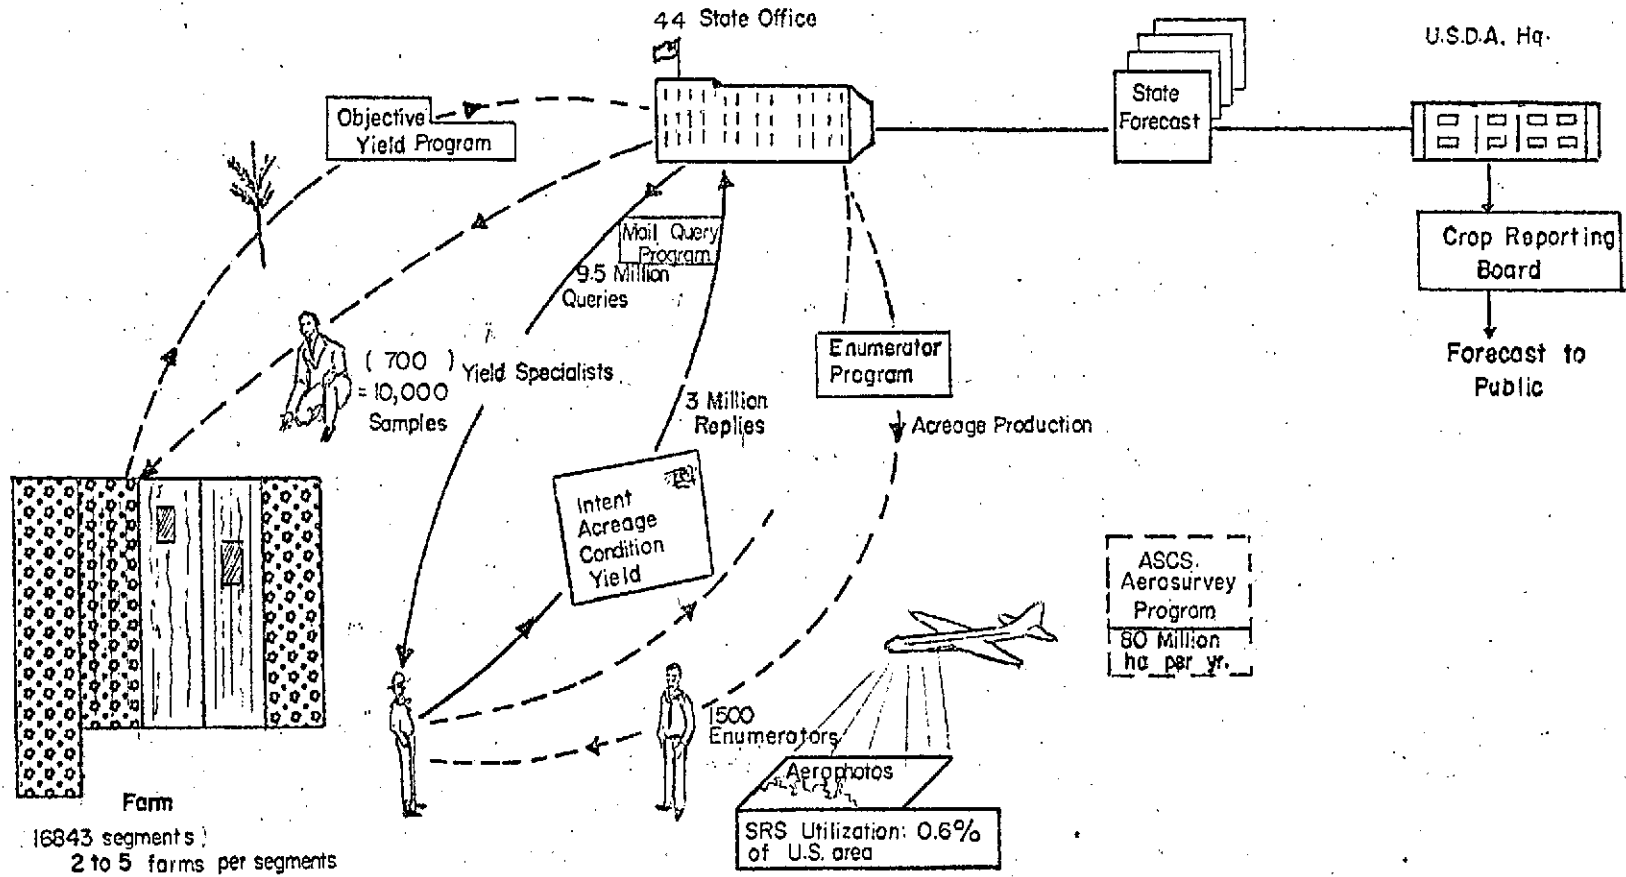 44 State Office
U.S.D.A. Hq.
Objective
Yield Program
State
Forecast
Mail Query
Program
9.5 Million
Queries
Crop Reporting
Board
Forecast to
Public
Enumerator
Program
( 700 ) Yield Specialists
= 10,000
Samples
3 Million
Replies
Acreage Production
Intent
Acreage
Condition
Yield
ASCS.
Aerosurvey
Program
80 Million
ha per yr.
1500
Enumerators
Aerophotos
SRS Utilization: 0.6%
of U.S. area
Farm
16843 segments;
2 to 5 farms per segments